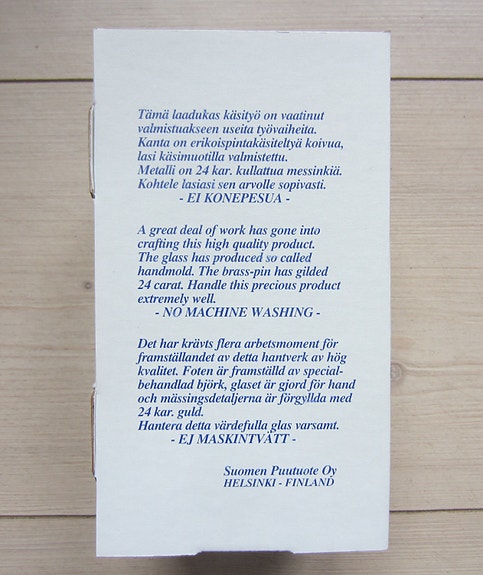 Tämä laadukas käsityö on vaatinut
valmistuakseen useita työvaiheita.
Kanta on erikoispintakäsiteltyä koivua,
lasi käsimuotilla valmistettu.
Metalli on 24 kar. kullattua messinkiä.
Kohtele lasiasi sen arvolle sopivasti.
- EI KONEPESUA -
A great deal of work has gone into
crafting this high quality product.
The glass has produced so called
handmold. The brass-pin has gilded
24 carat. Handle this precious product
extremely well.
- NO MACHINE WASHING -
Det har krävts flera arbetsmoment för
framställandet av detta hantverk av hög
kvalitet. Foten är framställd av special-
behandlad björk, glaset är gjord för hand
och mässingsdetaljerna är förgyllda med
24 kar. guld.
Hantera detta värdefulla glas varsamt.
- EJ MASKINTVÄTT -
Suomen Puutuote Oy
HELSINKI - FINLAND